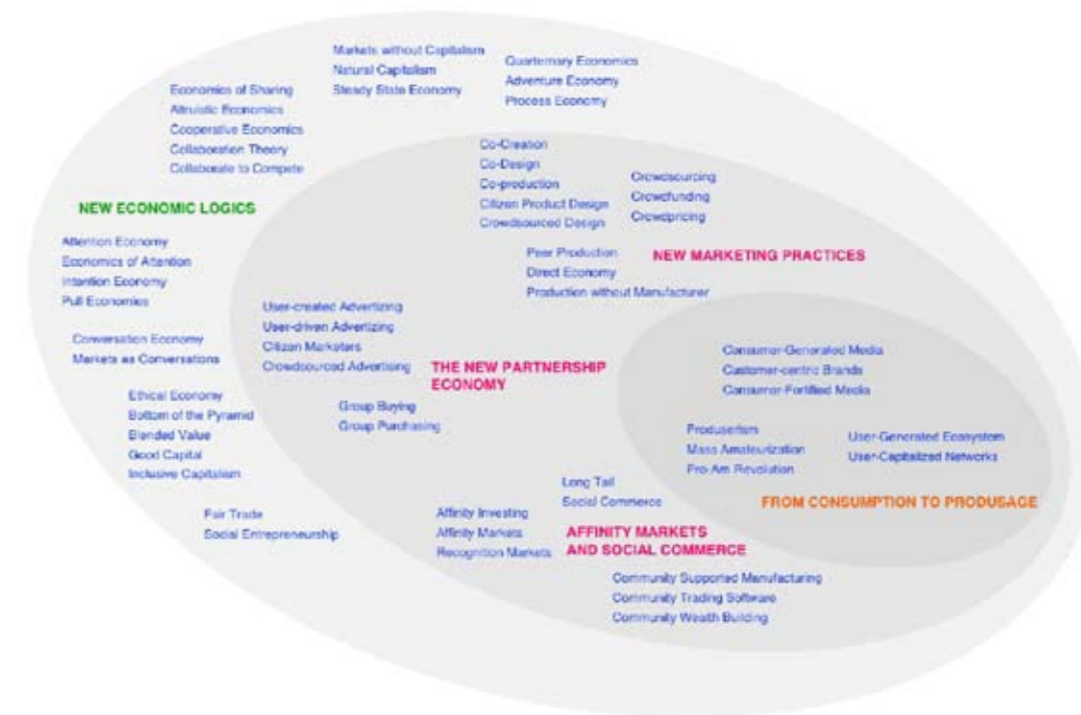 Markets without Capitalism
Natural Capitalism
Steady State Economy
Quarternary Economics
Adventure Economy
Process Economy
Economics of Sharing
Altruistic Economics
Cooperative Economics
Collaboration Theory
Collaborate to Compete
Co-Creation
Co-Design
Co-production
Citizen Product Design
Crowdsourced Design
Crowdsourcing
Crowdfunding
Crowdpricing
NEW ECONOMIC LOGICS
Attention Economy
Economics of Attention
Intention Economy
Pull Economies
Peer Production
Direct Economy
Production without Manufacturer
NEW MARKETING PRACTICES
User-created Advertizing
User-driven Advertizing
Citizen Marketers
Crowdsourced Advertising
Conversation Economy
Markets as Conversations
THE NEW PARTNERSHIP
ECONOMY
Consumer-Generated Media
Customer-centric Brands
Consumer-Fortified Media
Ethical Economy
Bottom of the Pyramid
Blended Value
Good Capital
Inclusive Capitalism
Group Buying
Group Purchasing
Produserism
Mass Amateurization
Pro-Am Revolution
User-Generated Ecosystem
User-Capitalized Networks
Long Tail
Social Commerce
FROM CONSUMPTION TO PRODUSAGE
Fair Trade
Social Entrepreneurship
Affinity Investing
Affinity Markets
Recognition Markets
AFFINITY MARKETS
AND SOCIAL COMMERCE
Community Supported Manufacturing
Community Trading Software
Community Wealth Building